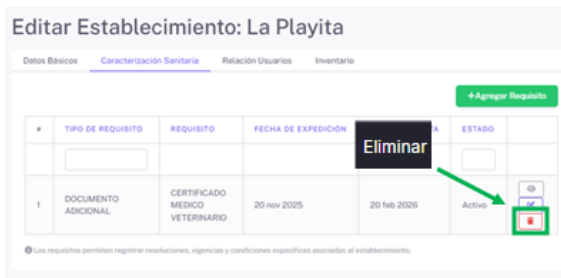 Editar Establecimiento: La Playita
Datos Básicos Caracterización Sanitaria Relación Usuarios Inventario
+Agregar Requisito
# TIPO DE REQUISITO REQUISITO FECHA DE EXPEDICIÓN A ESTADO
Eliminar
1 DOCUMENTO ADICIONAL CERTIFICADO MEDICO VETERINARIO 20 nov 2025 20 feb 2026 Activo
Los requisitos permiten registrar resoluciones, vigencias y condiciones específicas asociadas al establecimiento.